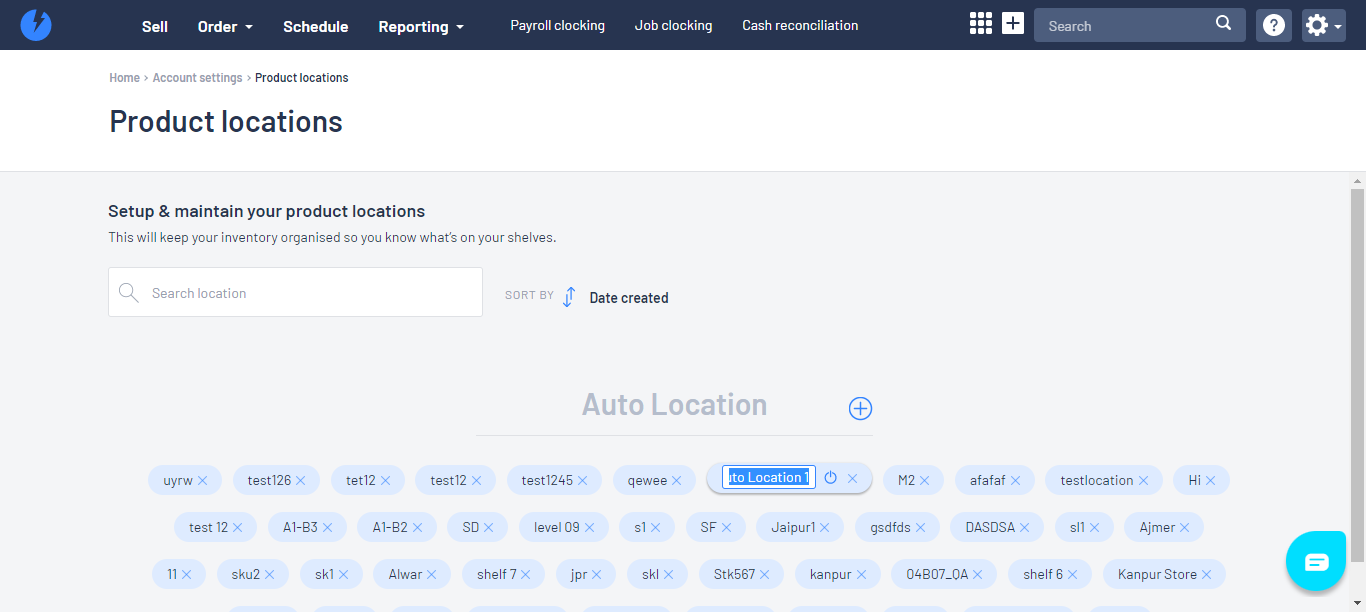 Sell Order Schedule Reporting Payroll clocking Job clocking Cash reconciliation Search
Home › Account settings › Product locations
Product locations
Setup & maintain your product locations
This will keep your inventory organised so you know what's on your shelves.
Search location SORT BY Date created
Auto Location
uyrw test126 tet12 test12 test1245 qewee uto Location 1 M2 afafaf testlocation Hi
test 12 A1-B3 A1-B2 SD level 09 s1 SF Jaipur1 gsdfds DASDSA sl1 Ajmer
11 sku2 sk1 Alwar shelf 7 jpr skl Stk567 kanpur 04B07_QA shelf 6 Kanpur Store